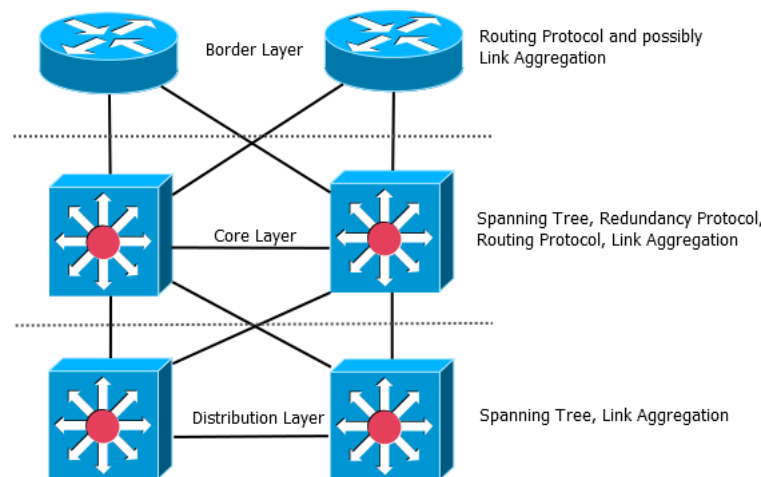 Border Layer
Routing Protocol and possibly
Link Aggregation
Core Layer
Spanning Tree, Redundancy Protocol,
Routing Protocol, Link Aggregation
Distribution Layer
Spanning Tree, Link Aggregation